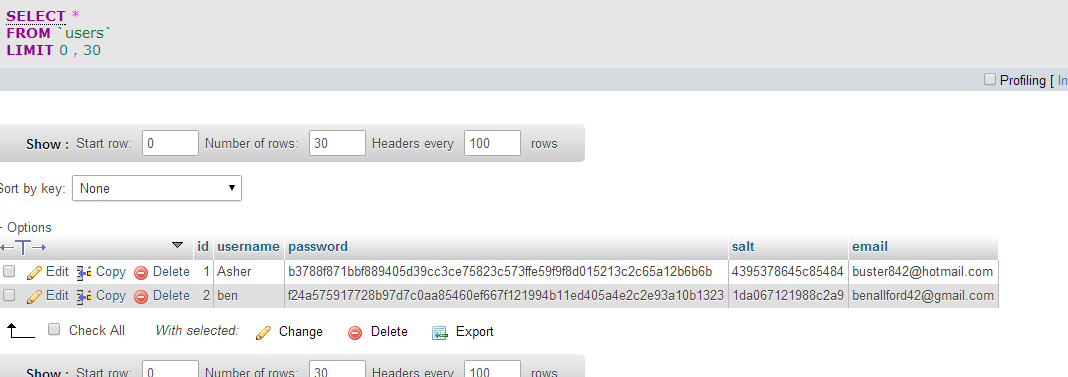 SELECT *
FROM `users`
LIMIT 0 , 30
Profiling [ In
Show : Start row: 0 Number of rows: 30 Headers every 100 rows
Sort by key: None
+ Options
←T→ id username password salt email
Edit Copy Delete 1 Asher b3788f871bbf889405d39cc3ce75823c573ffe59f9f8d015213c2c65a12b6b6b 4395378645c85484 buster842@hotmail.com
Edit Copy Delete 2 ben f24a575917728b97d7c0aa85460ef667f121994b11ed405a4e2c2e93a10b1323 1da067121988c2a9 benallford42@gmail.com
Check All With selected: Change Delete Export
Show : Start row: 0 Number of rows: 30 Headers every 100 rows